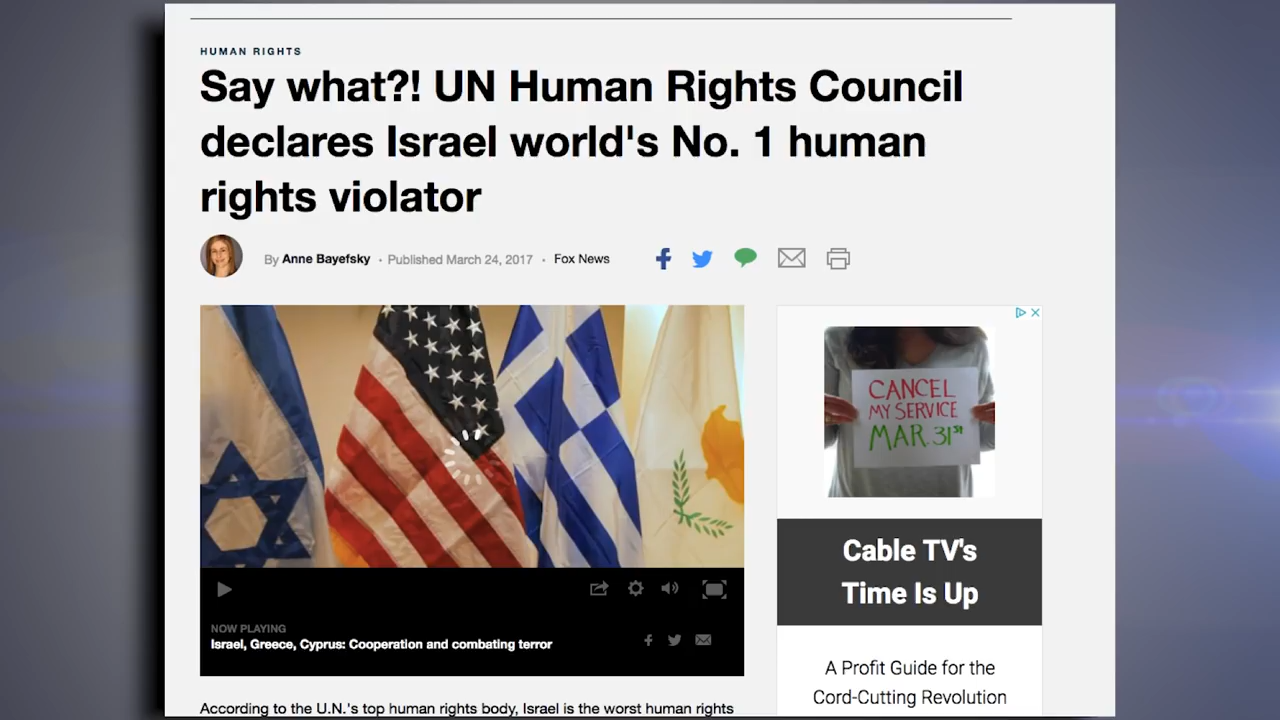 HUMAN RIGHTS
Say what?! UN Human Rights Council
declares Israel world's No. 1 human
rights violator
By Anne Bayefsky · Published March 24, 2017 · Fox News
CANCEL
MY SERVICE
MAR. 31st
Cable TV's
Time Is Up
A Profit Guide for the
Cord-Cutting Revolution
NOW PLAYING
Israel, Greece, Cyprus: Cooperation and combating terror
According to the U.N.'s top human rights body, Israel is the worst human rights